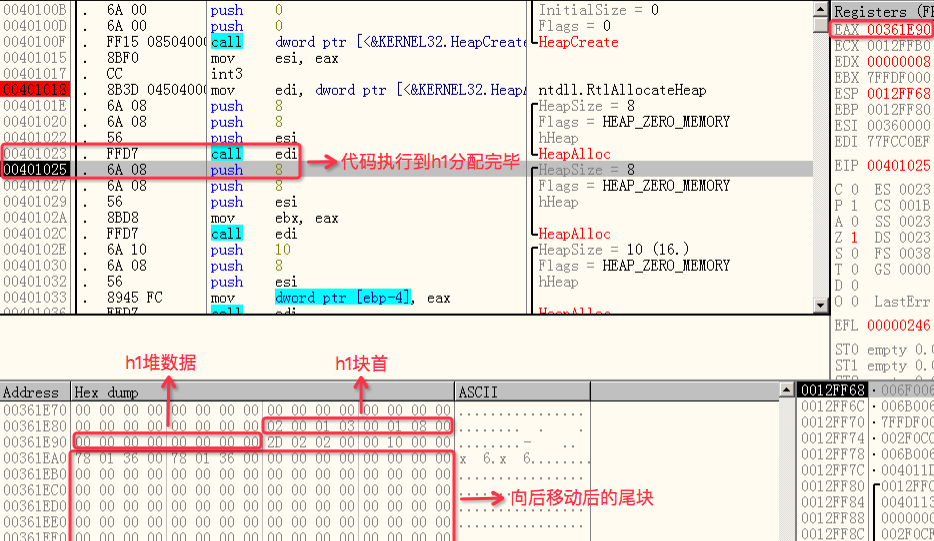 0040100B . 6A 00 push 0 InitialSize = 0
0040100D . 6A 00 push 0 Flags = 0
0040100F . FF15 08504000 call dword ptr [<&KERNEL32.HeapCreate HeapCreate
00401015 . 8BF0 mov esi, eax
00401017 . CC int3
00401018 . 8B3D 04504000 mov edi, dword ptr [<&KERNEL32.HeapA ntdll.RtlAllocateHeap
0040101E . 6A 08 push 8 HeapSize = 8
00401020 . 6A 08 push 8 Flags = HEAP_ZERO_MEMORY
00401022 . 56 push esi hHeap
00401023 . FFD7 call edi HeapAlloc
代码执行到h1分配完毕
00401025 . 6A 08 push 8 HeapSize = 8
00401027 . 6A 08 push 8 Flags = HEAP_ZERO_MEMORY
00401029 . 56 push esi hHeap
0040102A . 8BD8 mov ebx, eax
0040102C . FFD7 call edi HeapAlloc
0040102E . 6A 10 push 10 HeapSize = 10 (16.)
00401030 . 6A 08 push 8 Flags = HEAP_ZERO_MEMORY
00401032 . 56 push esi hHeap
00401033 . 8945 FC mov dword ptr [ebp-4], eax
00401036 . FFD7 call edi HeapAlloc
Registers (F
EAX 00361E90
ECX 0012FFB0
EDX 00000008
EBX 7FFDF000
ESP 0012FF68
EBP 0012FF80
ESI 00360000
EDI 77FCC0EF
EIP 00401025
C 0 ES 0023
P 1 CS 001B
A 0 SS 0023
Z 1 DS 0023
S 0 FS 0038
T 0 GS 0000
D 0
O 0 LastErr
EFL 00000246
ST0 empty 0.
ST1 empty 0.
h1堆数据
h1块首
Address Hex dump ASCII
00361E70 00 00 00 00 00 00 00 00 00 00 00 00 00 00 00 00 ................
00361E80 00 00 00 00 00 00 00 00 02 00 01 03 00 01 08 00
00361E90 00 00 00 00 00 00 00 00 2D 02 02 00 00 10 00 00
00361EA0 78 01 36 00 78 01 36 00 00 00 00 00 00 00 00 00 x 6.x 6.........
00361EB0 00 00 00 00 00 00 00 00 00 00 00 00 00 00 00 00 ................
00361EC0 00 00 00 00 00 00 00 00 00 00 00 00 00 00 00 00 ................
00361ED0 00 00 00 00 00 00 00 00 00 00 00 00 00 00 00 00
向后移动后的尾块
00361EE0 00 00 00 00 00 00 00 00 00 00 00 00 00 00 00 00 ................
00361EF0 00 00 00 00 00 00 00 00 00 00 00 00 00 00 00 00 ................
0012FF68 006F006
0012FF6C 006B006
0012FF70 7FFDF00
0012FF74 002F0C0
0012FF78 006B006
0012FF7C 004011D
0012FF80 0012FFC
0012FF84 0040113
0012FF88 0000000
0012FF8C 002F0CF